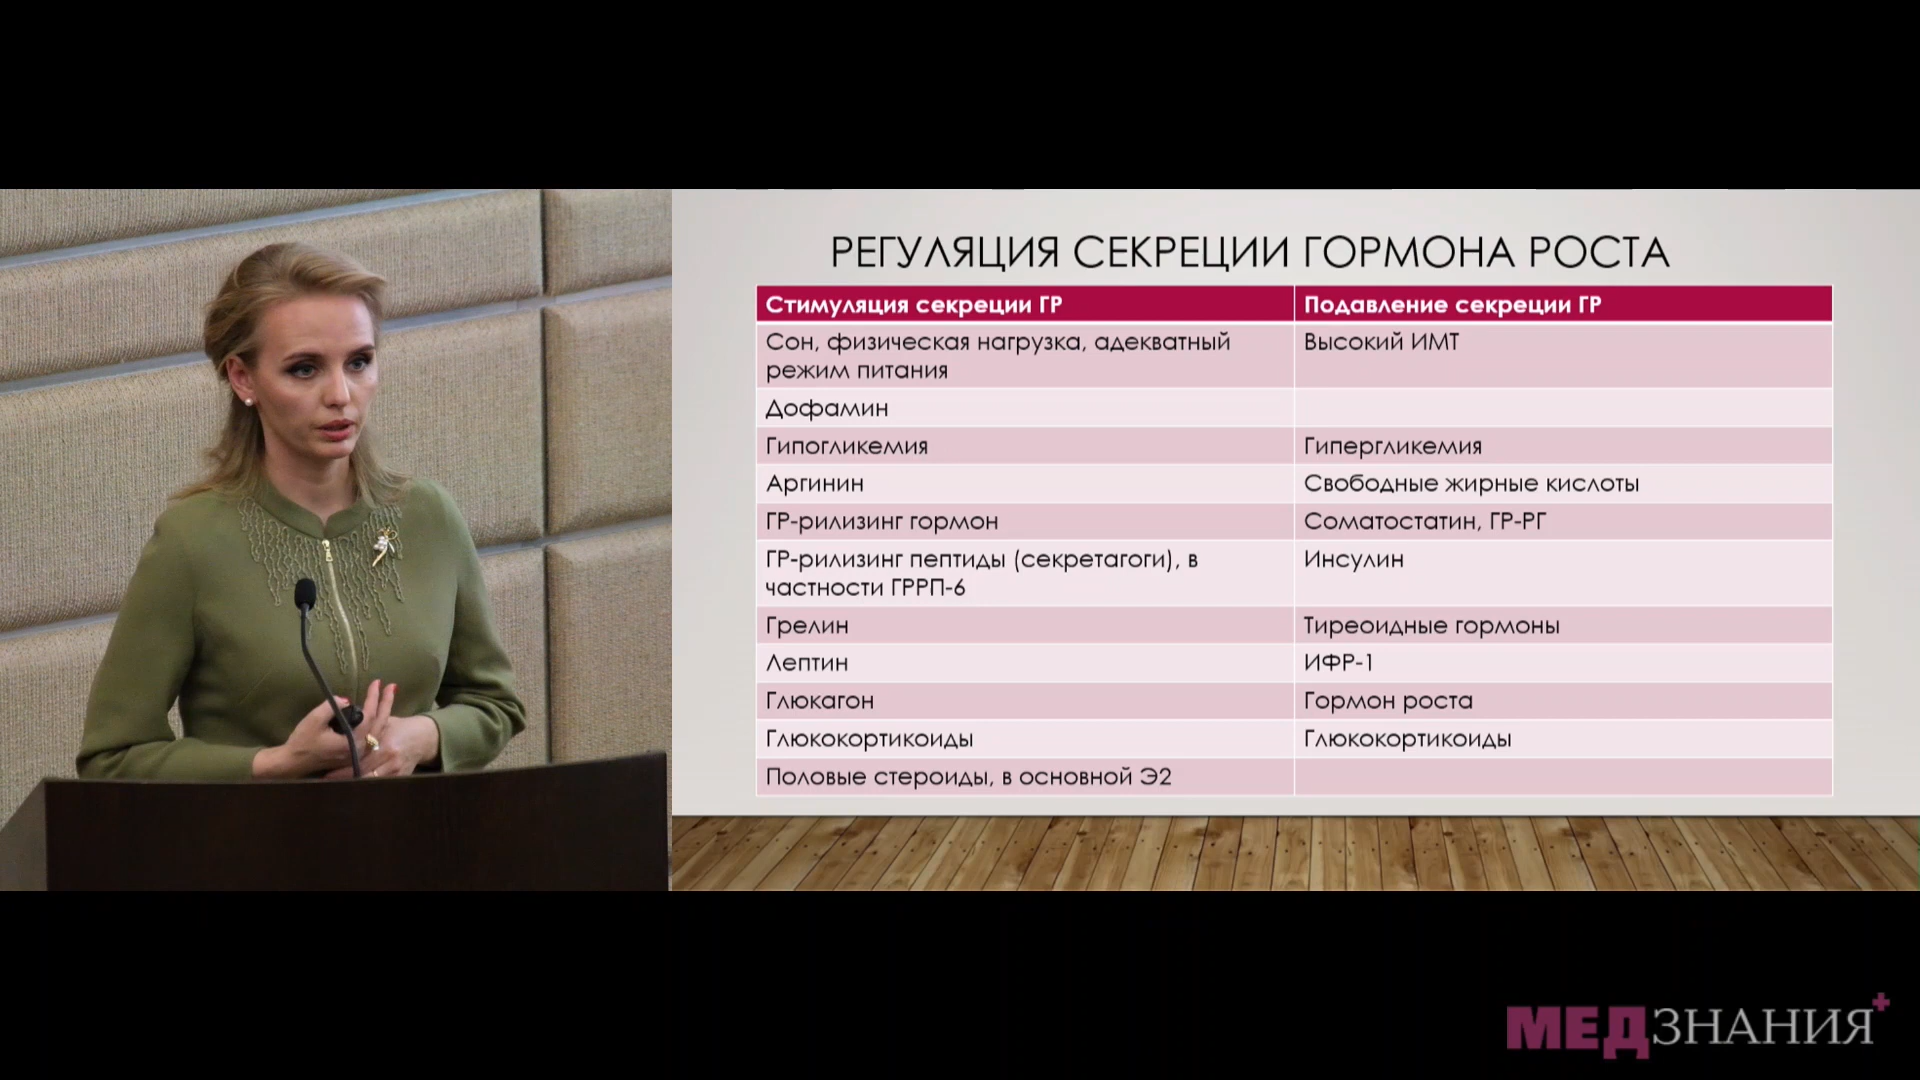 РЕГУЛЯЦИЯ СЕКРЕЦИИ ГОРМОНА РОСТА
Стимуляция секреции ГР
Подавление секреции ГР
Сон, физическая нагрузка, адекватный
режим питания
Высокий ИМТ
Дофамин
Гипогликемия
Гипергликемия
Аргинин
Свободные жирные кислоты
ГР-рилизинг гормон
Соматостатин, ГР-РГ
ГР-рилизинг пептиды (секретагоги), в
частности ГРРП-6
Инсулин
Грелин
Тиреоидные гормоны
Лептин
ИФР-1
Глюкагон
Гормон роста
Глюкокортикоиды
Глюкокортикоиды
Половые стероиды, в основной Э2
МЕДЗНАНИЯ+